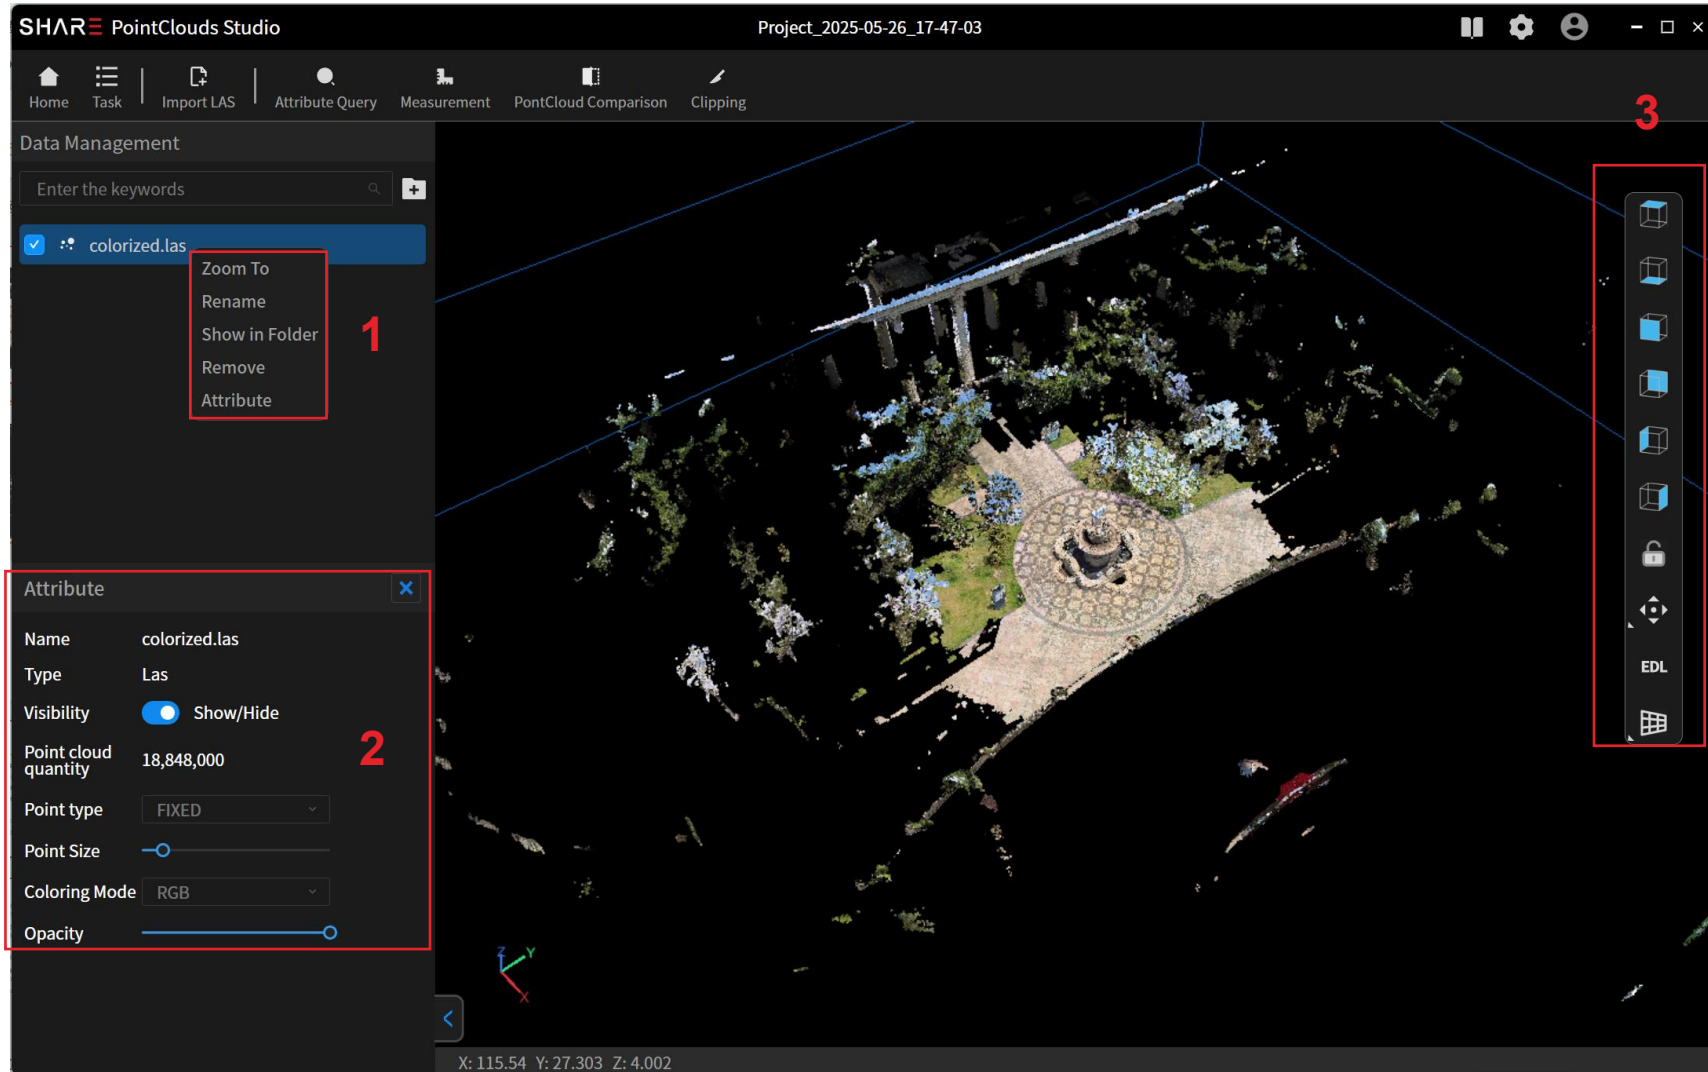 SHARE PointClouds Studio
Project_2025-05-26_17-47-03
Home
Task
Import LAS
Attribute Query
Measurement
PontCloud Comparison
Clipping
3
Data Management
Enter the keywords
colorized.las
Zoom To
Rename
Show in Folder
Remove
Attribute
1
Attribute
Name colorized.las
Type Las
Visibility Show/Hide
Point cloud
quantity 18,848,000
2
Point type FIXED
Point Size
Coloring Mode RGB
Opacity
EDL
Z
Y
X
X: 115.54 Y: 27.303 Z: 4.002